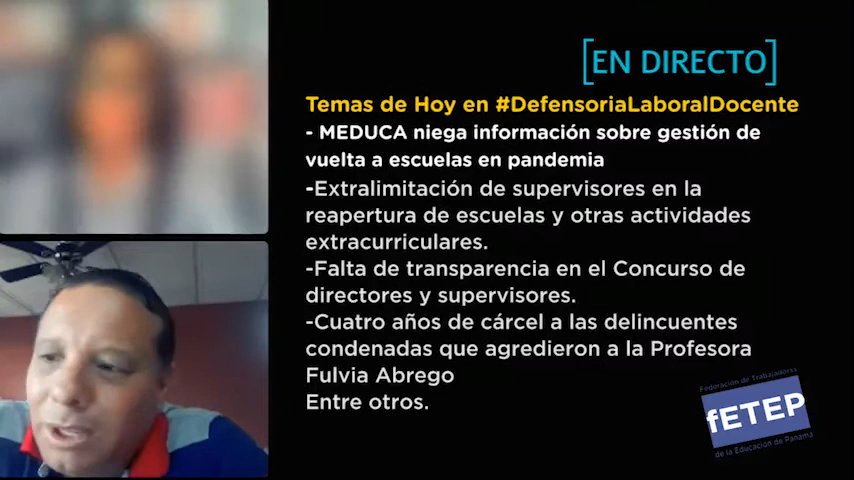 [EN DIRECTO]
Temas de Hoy en #DefensoriaLaboralDocente
- MEDUCA niega información sobre gestión de
vuelta a escuelas en pandemia
-Extralimitación de supervisores en la
reapertura de escuelas y otras actividades
extracurriculares.
-Falta de transparencia en el Concurso de
directores y supervisores.
-Cuatro años de cárcel a las delincuentes
condenadas que agredieron a la Profesora
Fulvia Abrego
Entre otros.
Federación de Trabajadorxs
fETEP
de la Educación de Panamá